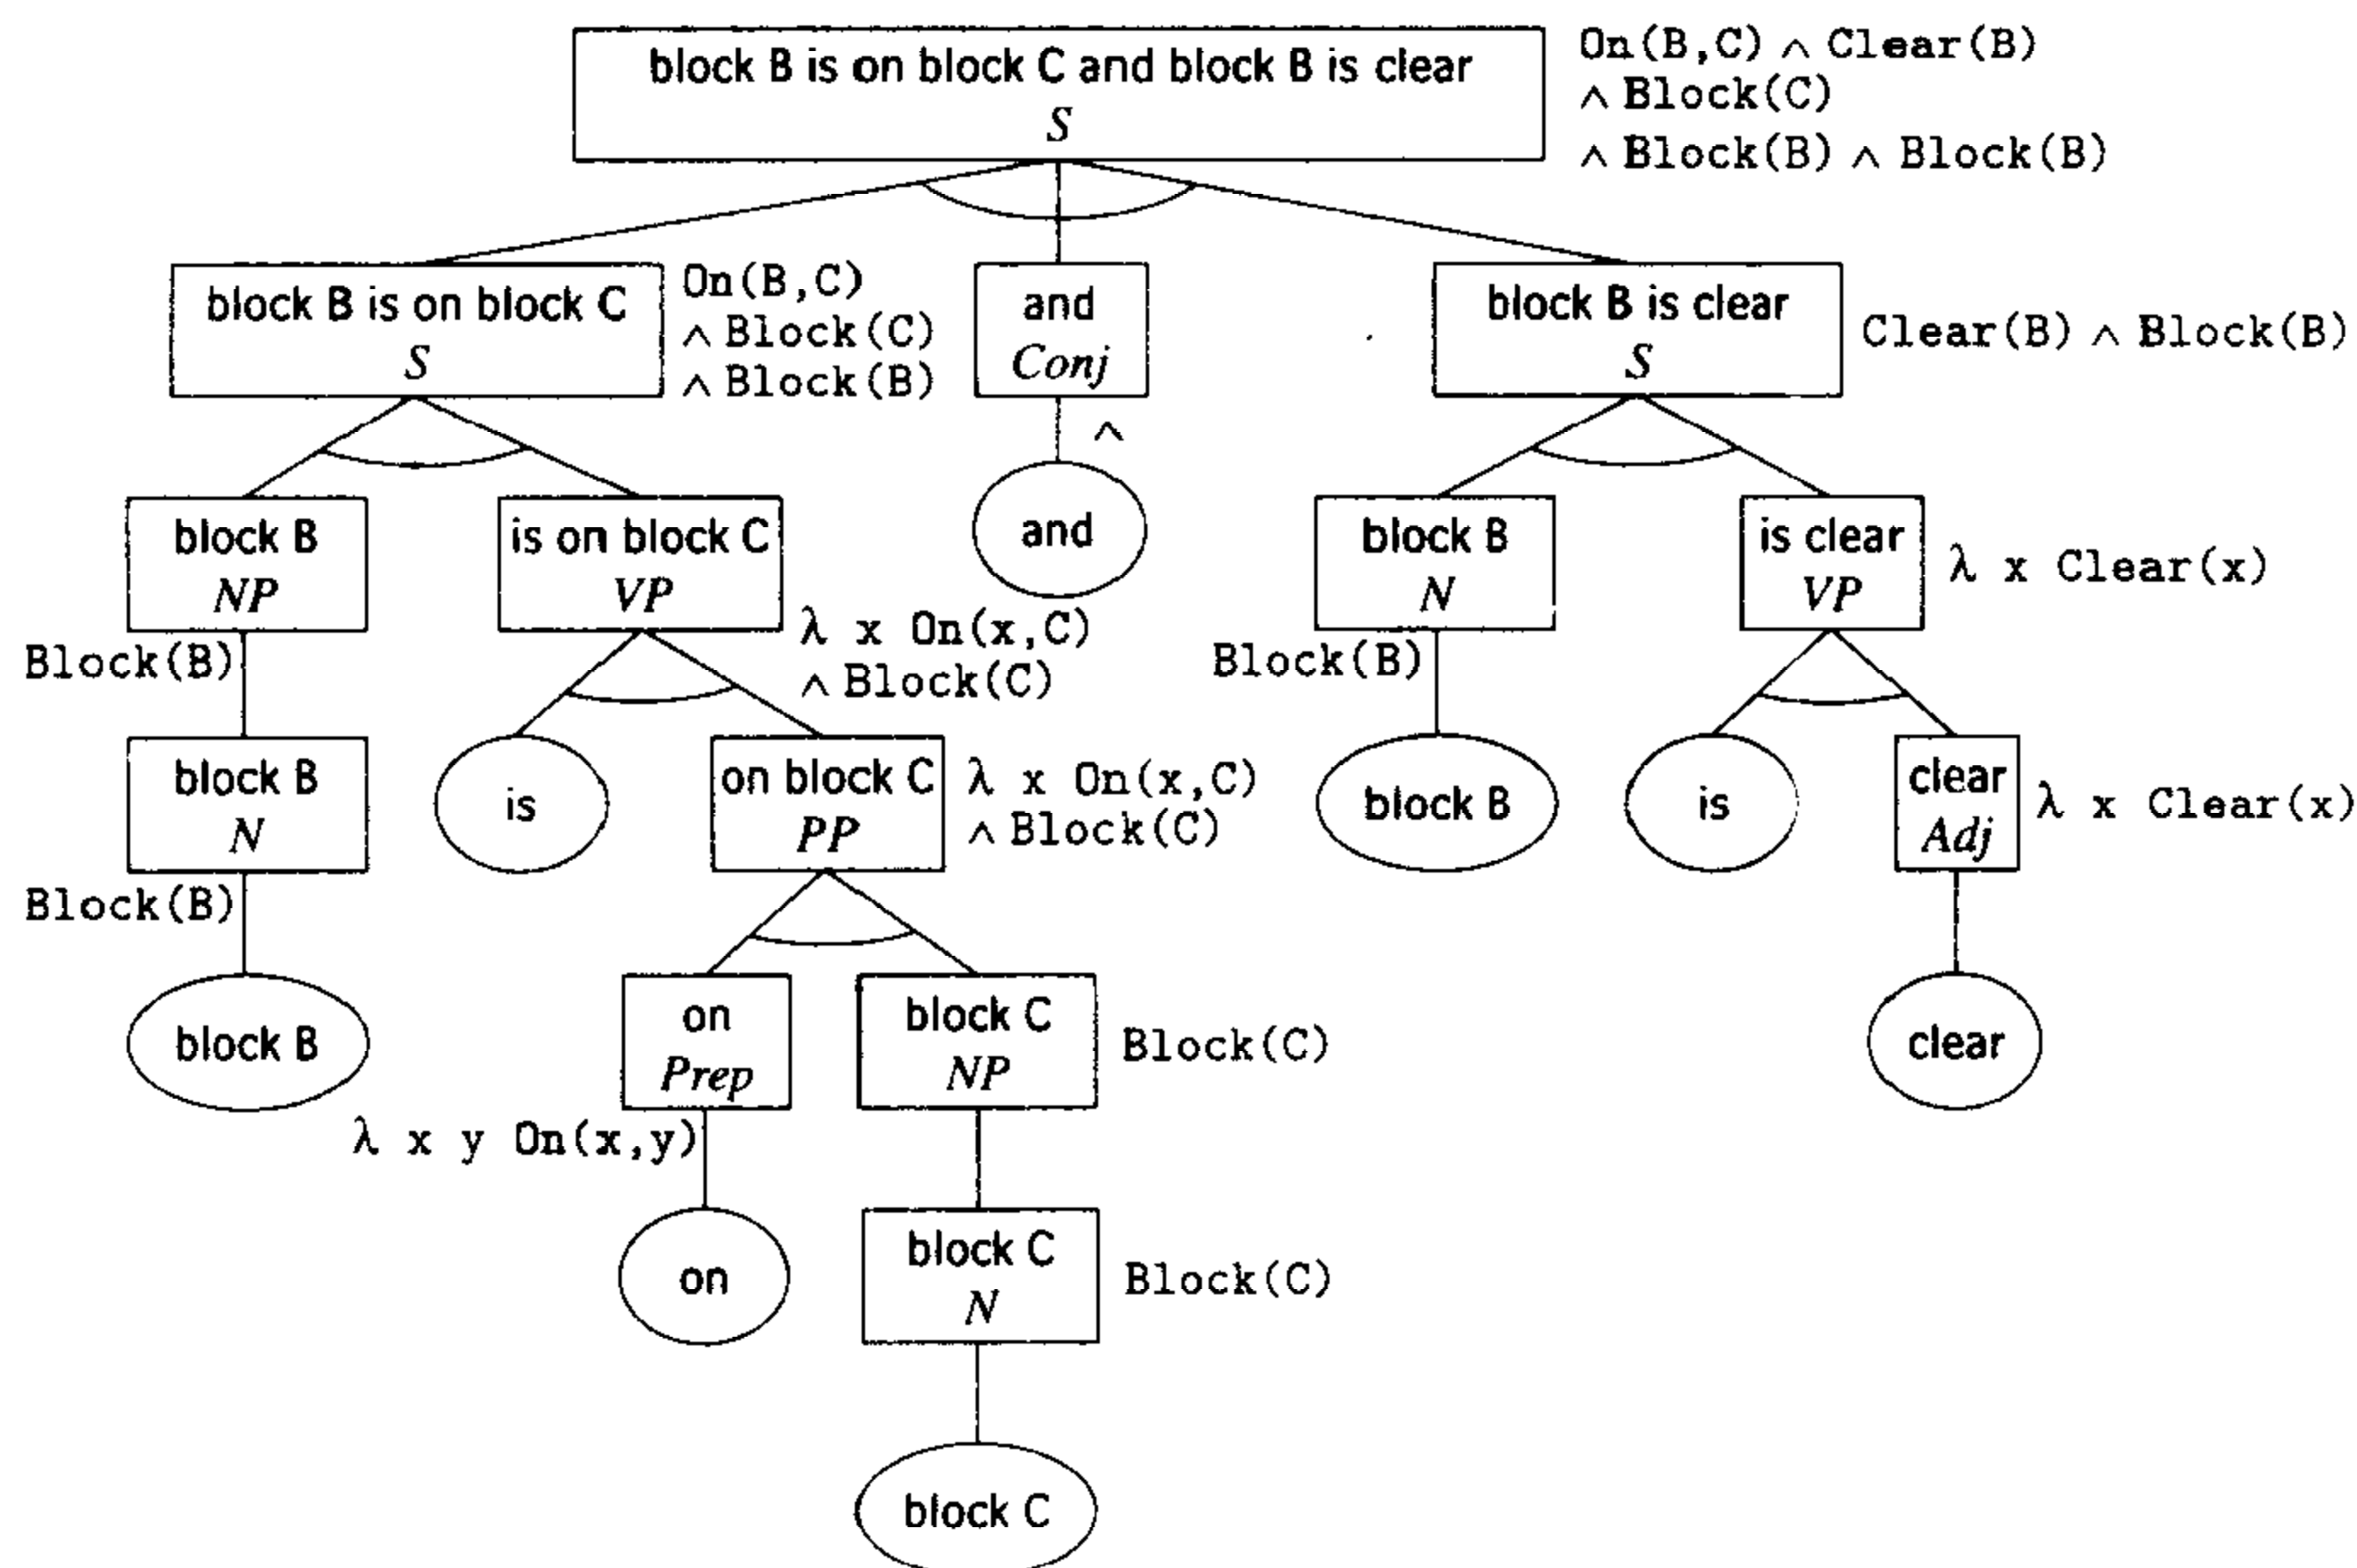 block B is on block C and block B is clear
S
On(B,C) ∧ Clear(B)
∧ Block(C)
∧ Block(B) ∧ Block(B)
block B is on block C
S
On(B,C)
∧ Block(C)
∧ Block(B)
and
Conj
∧
block B is clear
S
Clear(B) ∧ Block(B)
block B
NP
Block(B)
is on block C
VP
λ x On(x,C)
∧ Block(C)
and
block B
N
Block(B)
is clear
VP
λ x Clear(x)
block B
N
Block(B)
is
on block C
PP
λ x On(x,C)
∧ Block(C)
block B
is
clear
Adj
λ x Clear(x)
block B
on
Prep
λ x y On(x,y)
block C
NP
Block(C)
clear
on
block C
N
Block(C)
block C